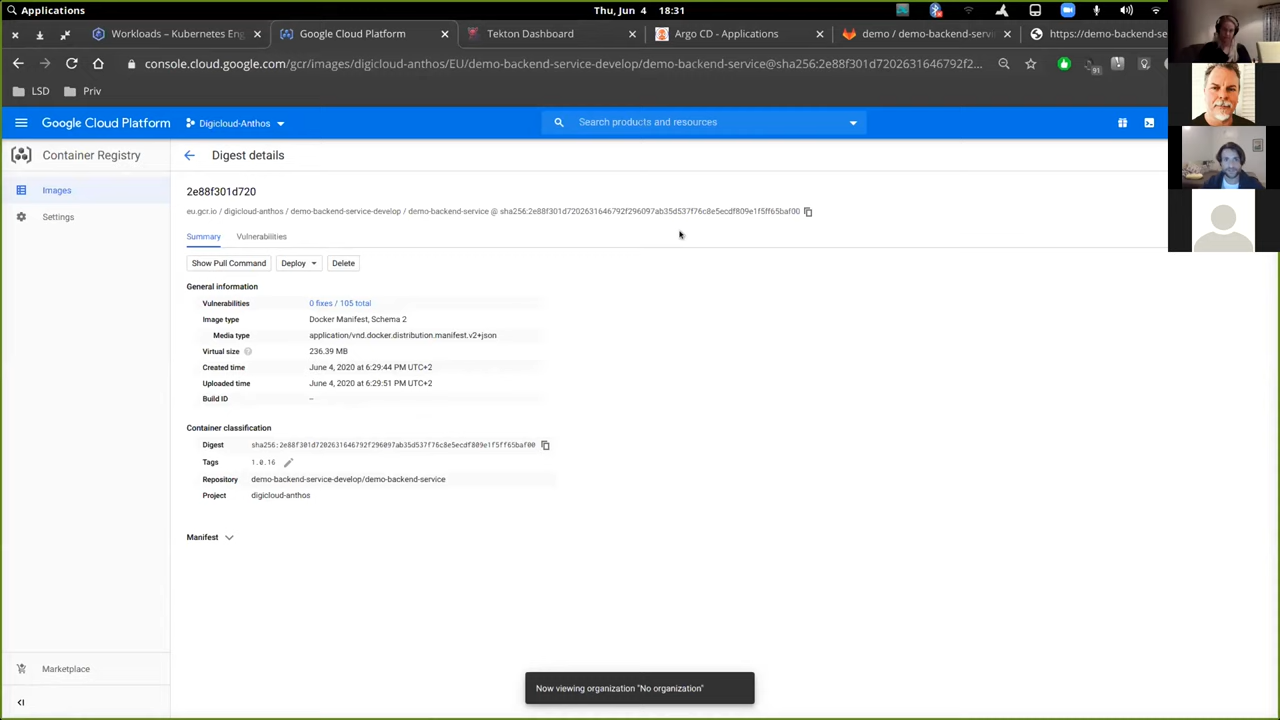 Applications
Thu, Jun 4 18:31
Workloads – Kubernetes Eng
Google Cloud Platform
Tekton Dashboard
Argo CD - Applications
demo / demo-backend-servi
https://demo-backend-se
console.cloud.google.com/gcr/images/digicloud-anthos/EU/demo-backend-service-develop/demo-backend-service@sha256:2e88f301d7202631646792f2...
91
LSD
Priv
Google Cloud Platform
Digicloud-Anthos
Search products and resources
Container Registry
Digest details
Images
Settings
2e88f301d720
eu.gcr.io / digicloud-anthos / demo-backend-service-develop / demo-backend-service @ sha256:2e88f301d7202631646792f296097ab35d537f76c8e5ecdf809e1f5ff65baf00
Summary
Vulnerabilities
Show Pull Command
Deploy
Delete
General information
Vulnerabilities 0 fixes / 105 total
Image type Docker Manifest, Schema 2
Media type application/vnd.docker.distribution.manifest.v2+json
Virtual size 236.39 MB
Created time June 4, 2020 at 6:29:44 PM UTC+2
Uploaded time June 4, 2020 at 6:29:51 PM UTC+2
Build ID –
Container classification
Digest sha256:2e88f301d7202631646792f296097ab35d537f76c8e5ecdf809e1f5ff65baf00
Tags 1.0.16
Repository demo-backend-service-develop/demo-backend-service
Project digicloud-anthos
Manifest
Marketplace
Now viewing organization "No organization"